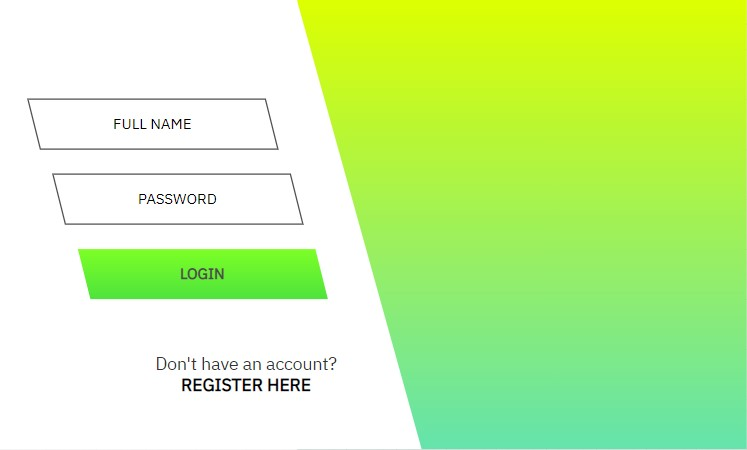 FULL NAME
PASSWORD
LOGIN
Don't have an account?
REGISTER HERE